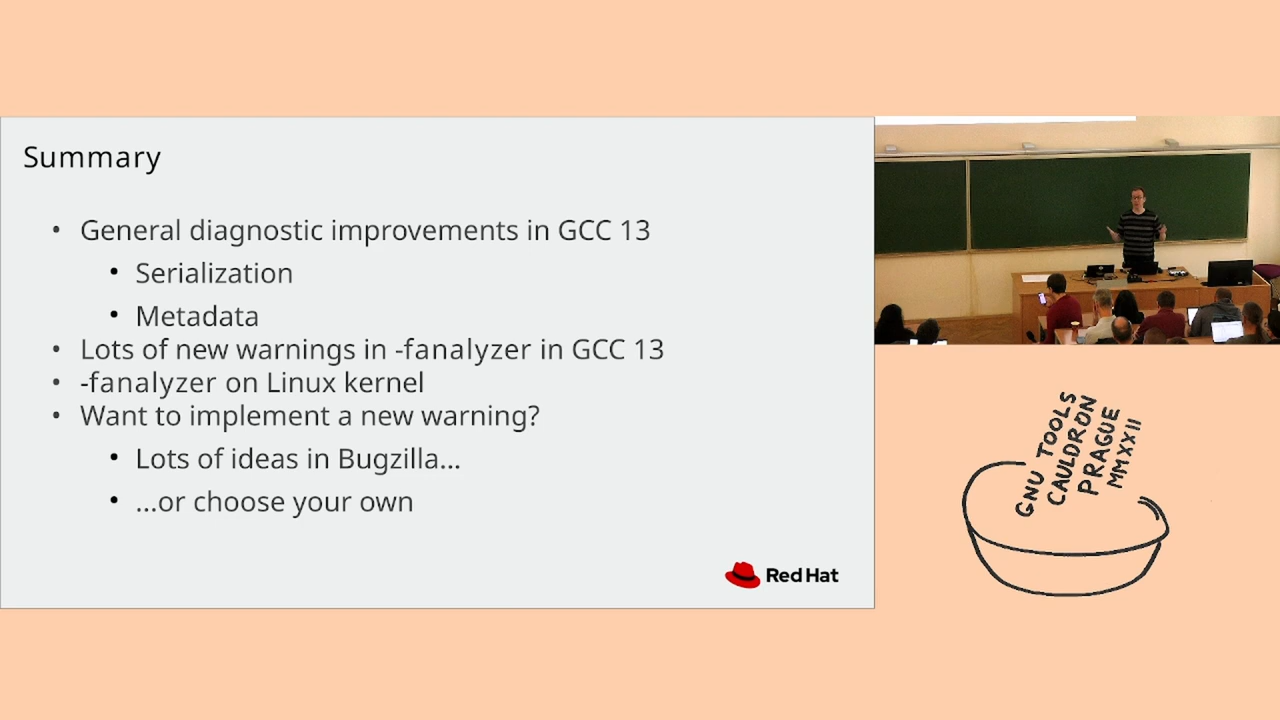 Summary
• General diagnostic improvements in GCC 13
• Serialization
• Metadata
• Lots of new warnings in -fanalyzer in GCC 13
• -fanalyzer on Linux kernel
• Want to implement a new warning?
• Lots of ideas in Bugzilla...
• ...or choose your own
Red Hat
GNU TOOLS
CAULDRON
PRAGUE
MMXXII